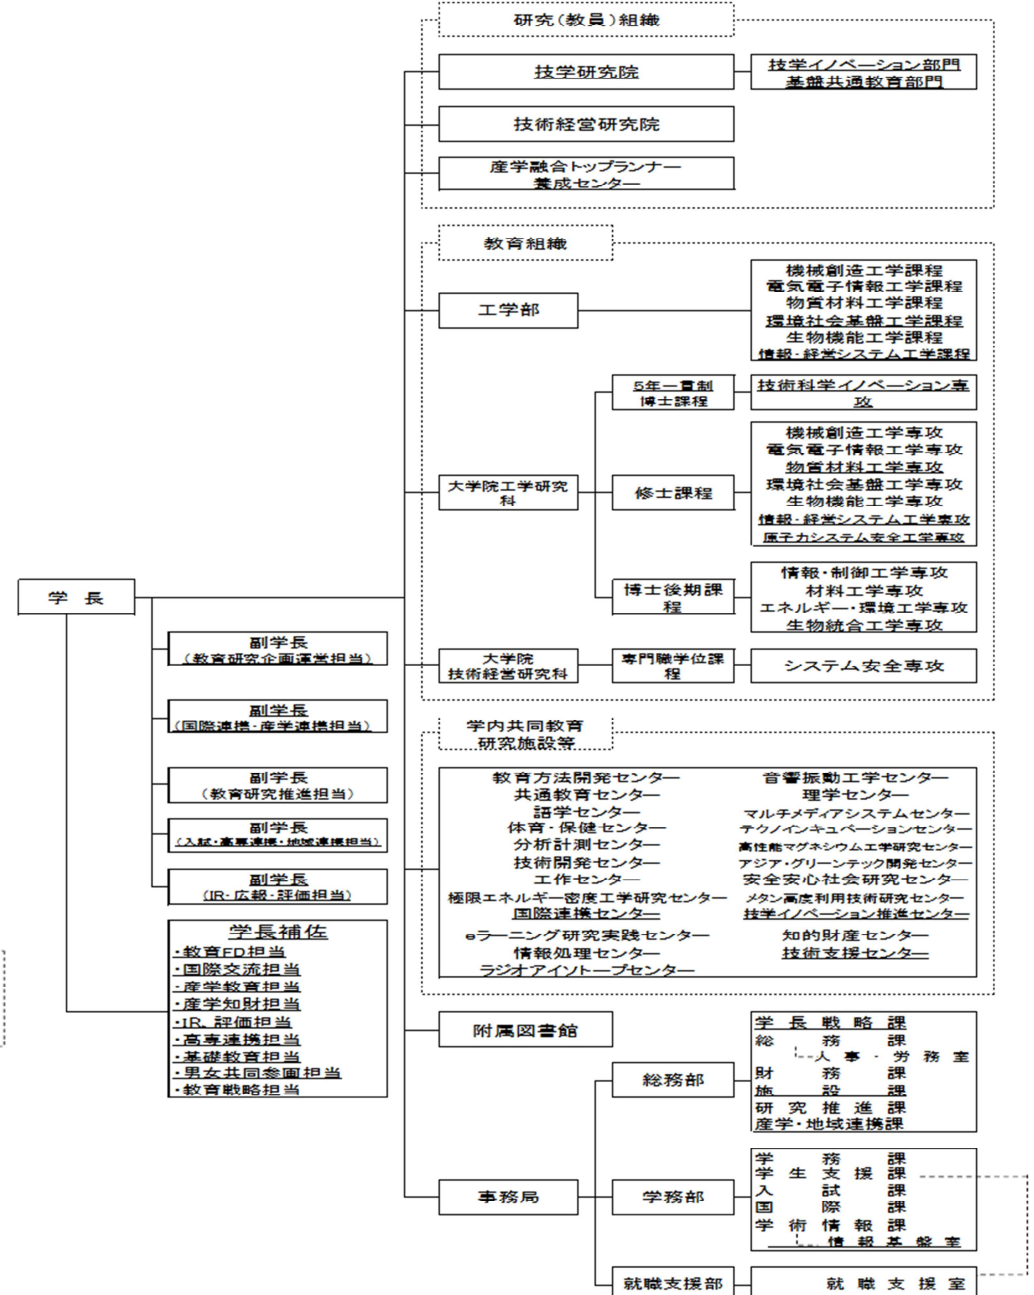 研究(教員)組織
技学研究院
技学イノベーション部門
基盤共通教育部門
技術経営研究院
産学融合トップランナー
養成センター
教育組織
工学部
機械創造工学課程
電気電子情報工学課程
物質材料工学課程
環境社会基盤工学課程
生物機能工学課程
情報・経営システム工学課程
大学院工学研究
科
5年一貫制
博士課程
技術科学イノベーション専
攻
修士課程
機械創造工学専攻
電気電子情報工学専攻
物質材料工学専攻
環境社会基盤工学専攻
生物機能工学専攻
情報・経営システム工学専攻
原子力システム安全工学専攻
博士後期課
程
情報・制御工学専攻
材料工学専攻
エネルギー・環境工学専攻
生物統合工学専攻
大学院
技術経営研究科
専門職学位課
程
システム安全専攻
学長
副学長
(教育研究企画運営担当)
副学長
(国際連携・産学連携担当)
副学長
(教育研究推進担当)
副学長
(入試・高専連携・地域連携担当)
副学長
(IR・広報・評価担当)
学長補佐
・教育FD担当
・国際交流担当
・産学教育担当
・産学知財担当
・IR、評価担当
・高専連携担当
・基礎教育担当
・男女共同参画担当
・教育戦略担当
学内共同教育
研究施設等
教育方法開発センター
共通教育センター
語学センター
体育・保健センター
分析計測センター
技術開発センター
工作センター
極限エネルギー密度工学研究センター
国際連携センター
eラーニング研究実践センター
情報処理センター
ラジオアイソトープセンター
音響振動工学センター
理学センター
マルチメディアシステムセンター
テクノインキュベーションセンター
高性能マグネシウム工学研究センター
アジア・グリーンテック開発センター
安全安心社会研究センター
メタン高度利用技術研究センター
技学イノベーション推進センター
知的財産センター
技術支援センター
附属図書館
事務局
総務部
学長戦略課
総務課
人事・労務室
財務課
施設課
研究推進課
産学・地域連携課
学務部
学務課
学生支援課
入試課
国際課
学術情報課
情報基盤室
就職支援部
就職支援室